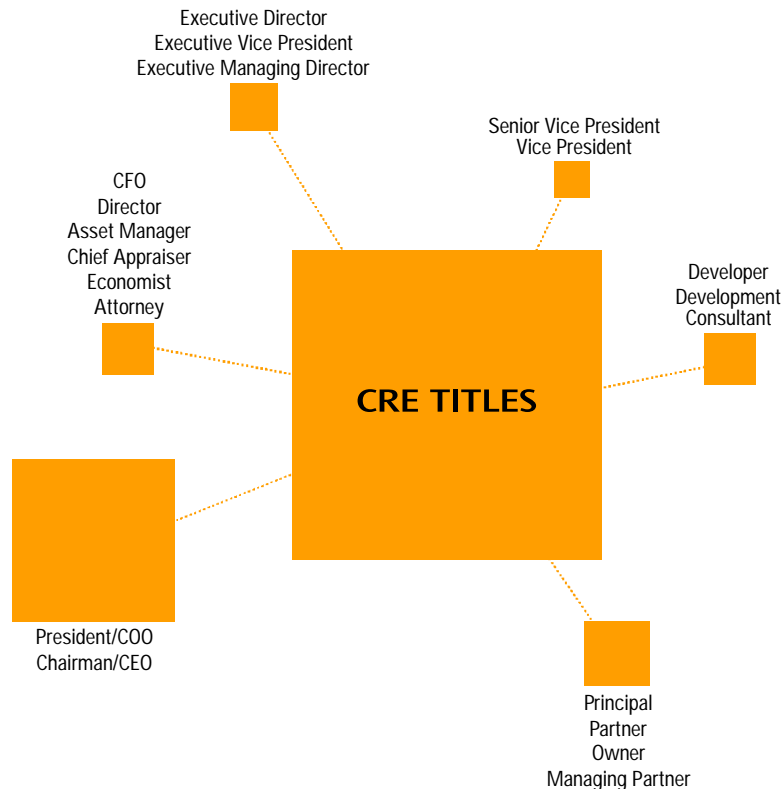 Executive Director
Executive Vice President
Executive Managing Director
Senior Vice President
Vice President
CFO
Director
Asset Manager
Chief Appraiser
Economist
Attorney
Developer
Development
Consultant
CRE TITLES
President/COO
Chairman/CEO
Principal
Partner
Owner
Managing Partner